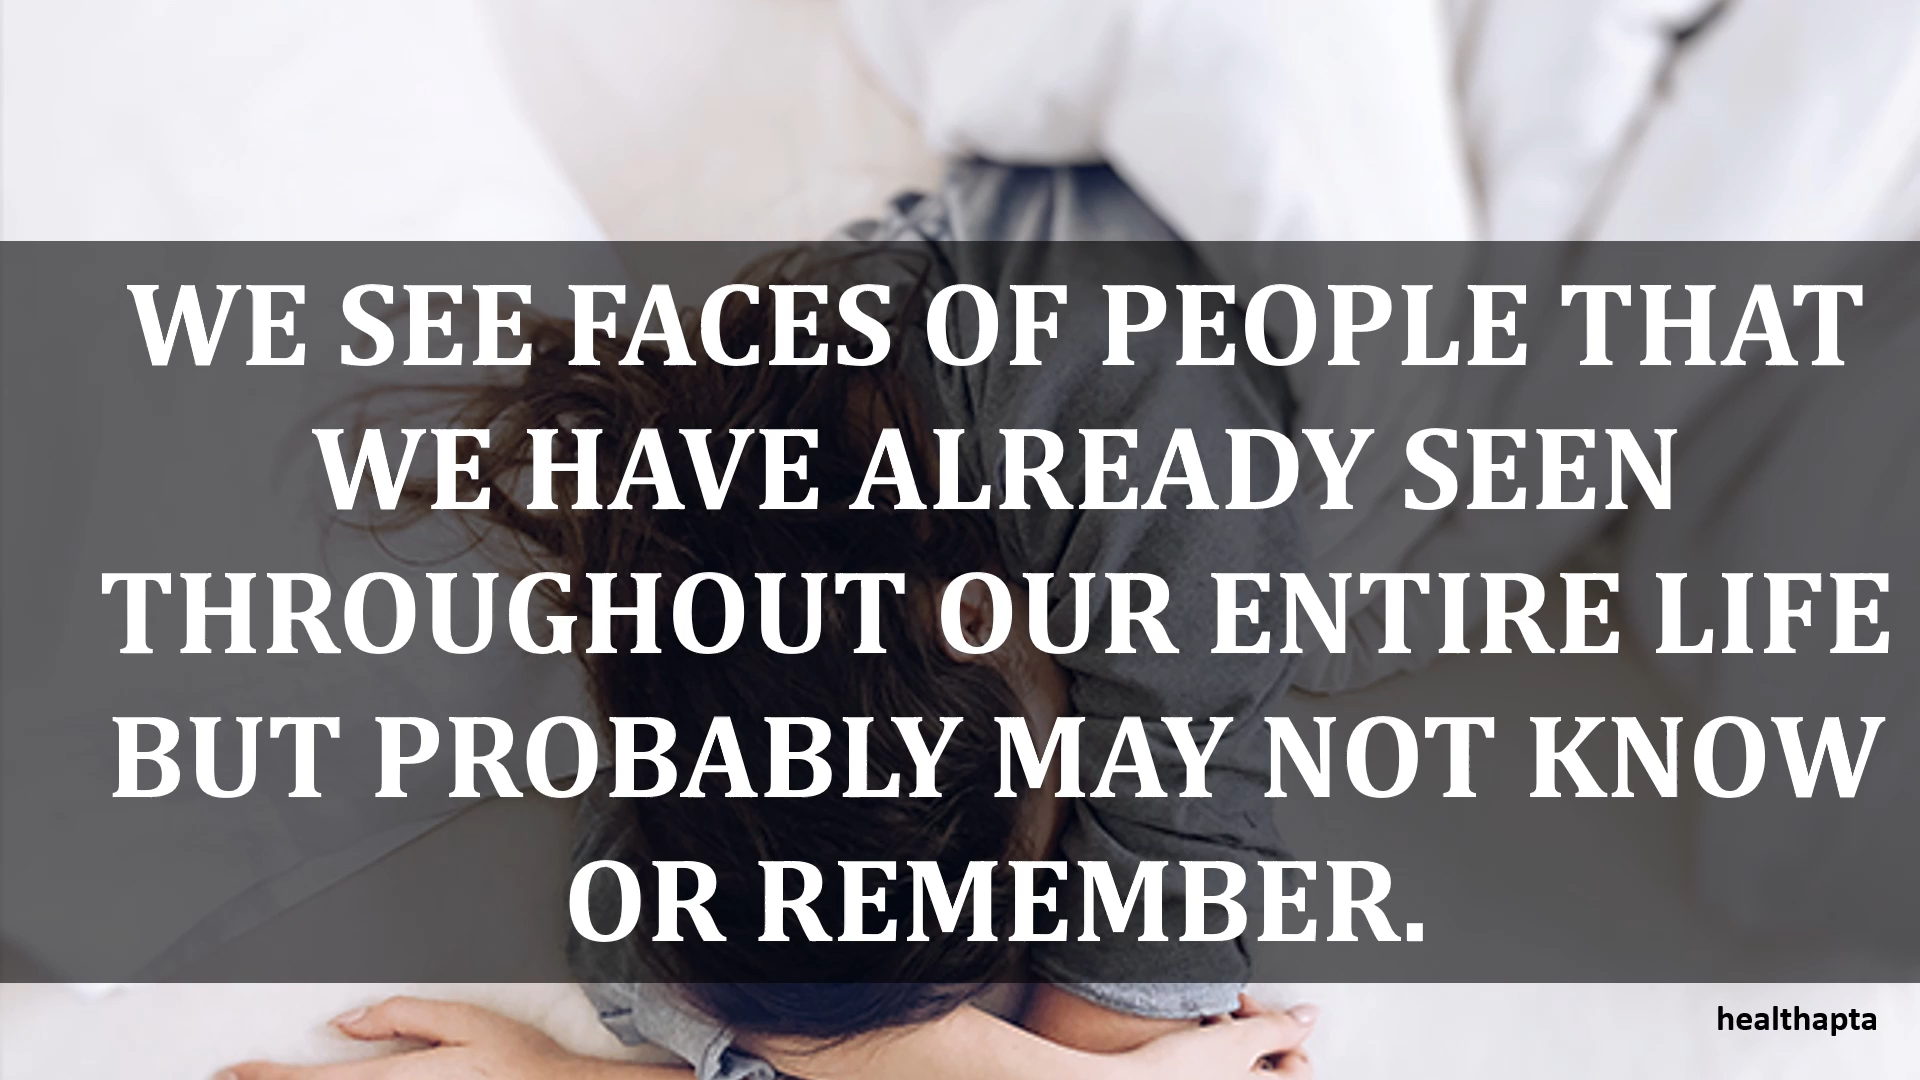 WE SEE FACES OF PEOPLE THAT
WE HAVE ALREADY SEEN
THROUGHOUT OUR ENTIRE LIFE
BUT PROBABLY MAY NOT KNOW
OR REMEMBER.
healthapta